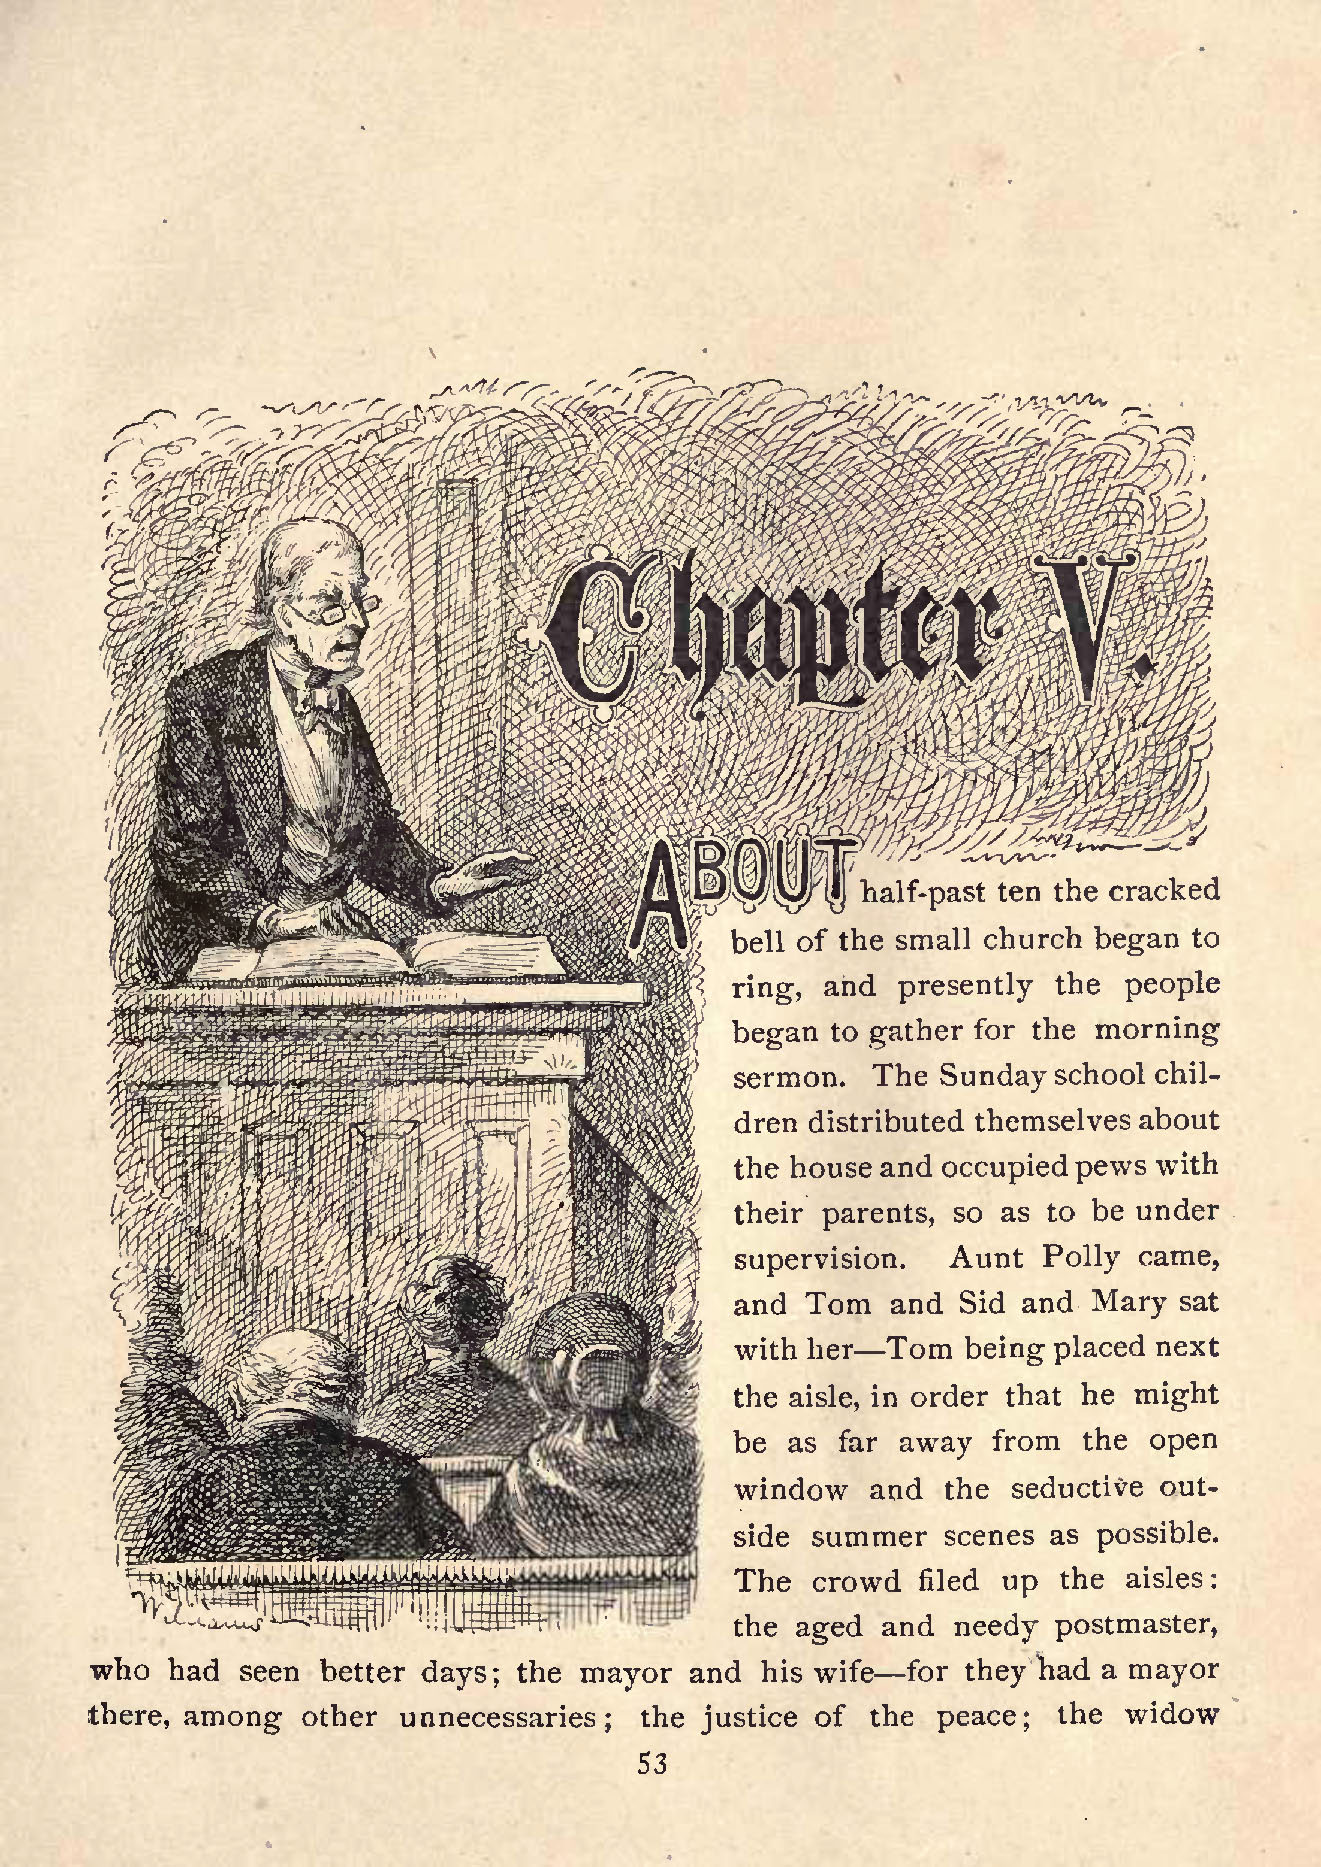 Chapter V.
ABOUT half-past ten the cracked
bell of the small church began to
ring, and presently the people
began to gather for the morning
sermon. The Sunday school chil-
dren distributed themselves about
the house and occupied pews with
their parents, so as to be under
supervision. Aunt Polly came,
and Tom and Sid and Mary sat
with her—Tom being placed next
the aisle, in order that he might
be as far away from the open
window and the seductive out-
side summer scenes as possible.
The crowd filed up the aisles:
the aged and needy postmaster,
who had seen better days; the mayor and his wife—for they had a mayor
there, among other unnecessaries; the justice of the peace; the widow
Williams
53